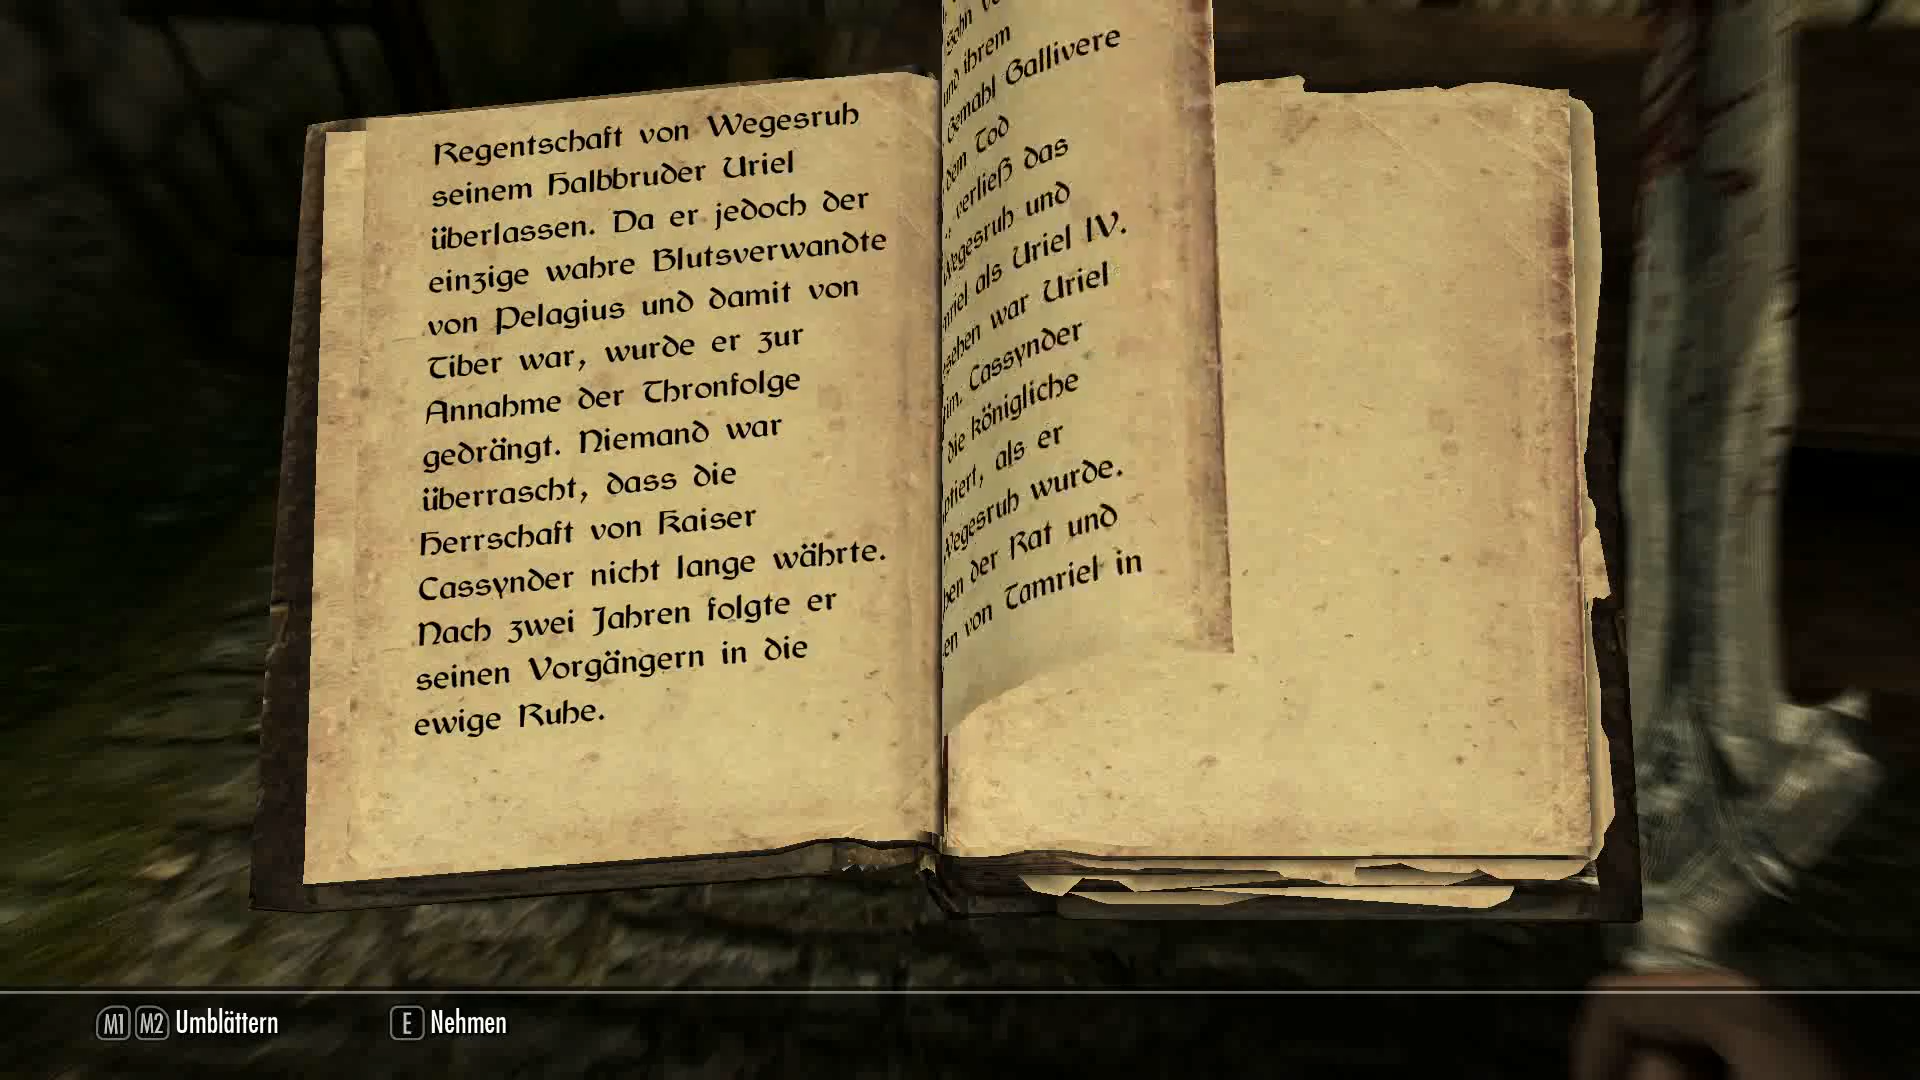 Regentschaft von Wegesruh
seinem Halbbruder Uriel
überlassen. Da er jedoch der
einzige wahre Blutsverwandte
von Pelagius und damit von
Tiber war, wurde er zur
Annahme der Thronfolge
gedrängt. Niemand war
überrascht, dass die
Herrschaft von Kaiser
Cassynder nicht lange währte.
Nach zwei Jahren folgte er
seinen Vorgängern in die
ewige Ruhe.
und ihrem
Gemahl Gallivere
dem Tod
verließ das
Wegesruh und
als Uriel IV.
war Uriel
Cassynder
die königliche
als er
Wegesruh wurde.
der Rat und
von Tamriel in
M1 M2 Umblättern
E Nehmen